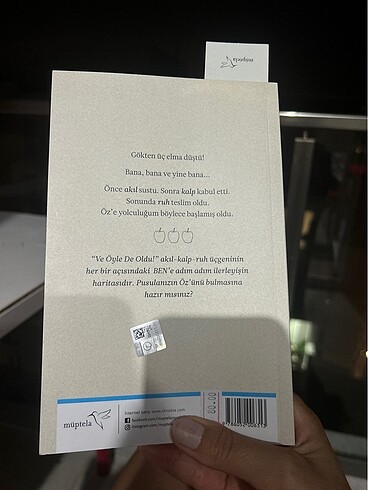 müptela
Gökten üç elma düştü!
Bana, bana ve yine bana...
Önce akıl sustu. Sonra kalp kabul etti.
Sonunda ruh teslim oldu.
Öz'e yolculuğum böylece başlamış oldu.
"Ve Öyle De Oldu!" akıl-kalp-ruh üçgeninin
her bir açısındaki BEN'e adım adım ilerleyişin
haritasıdır. Pusulanızın Öz'ünü bulmasına
hazır mısınız?
müptela